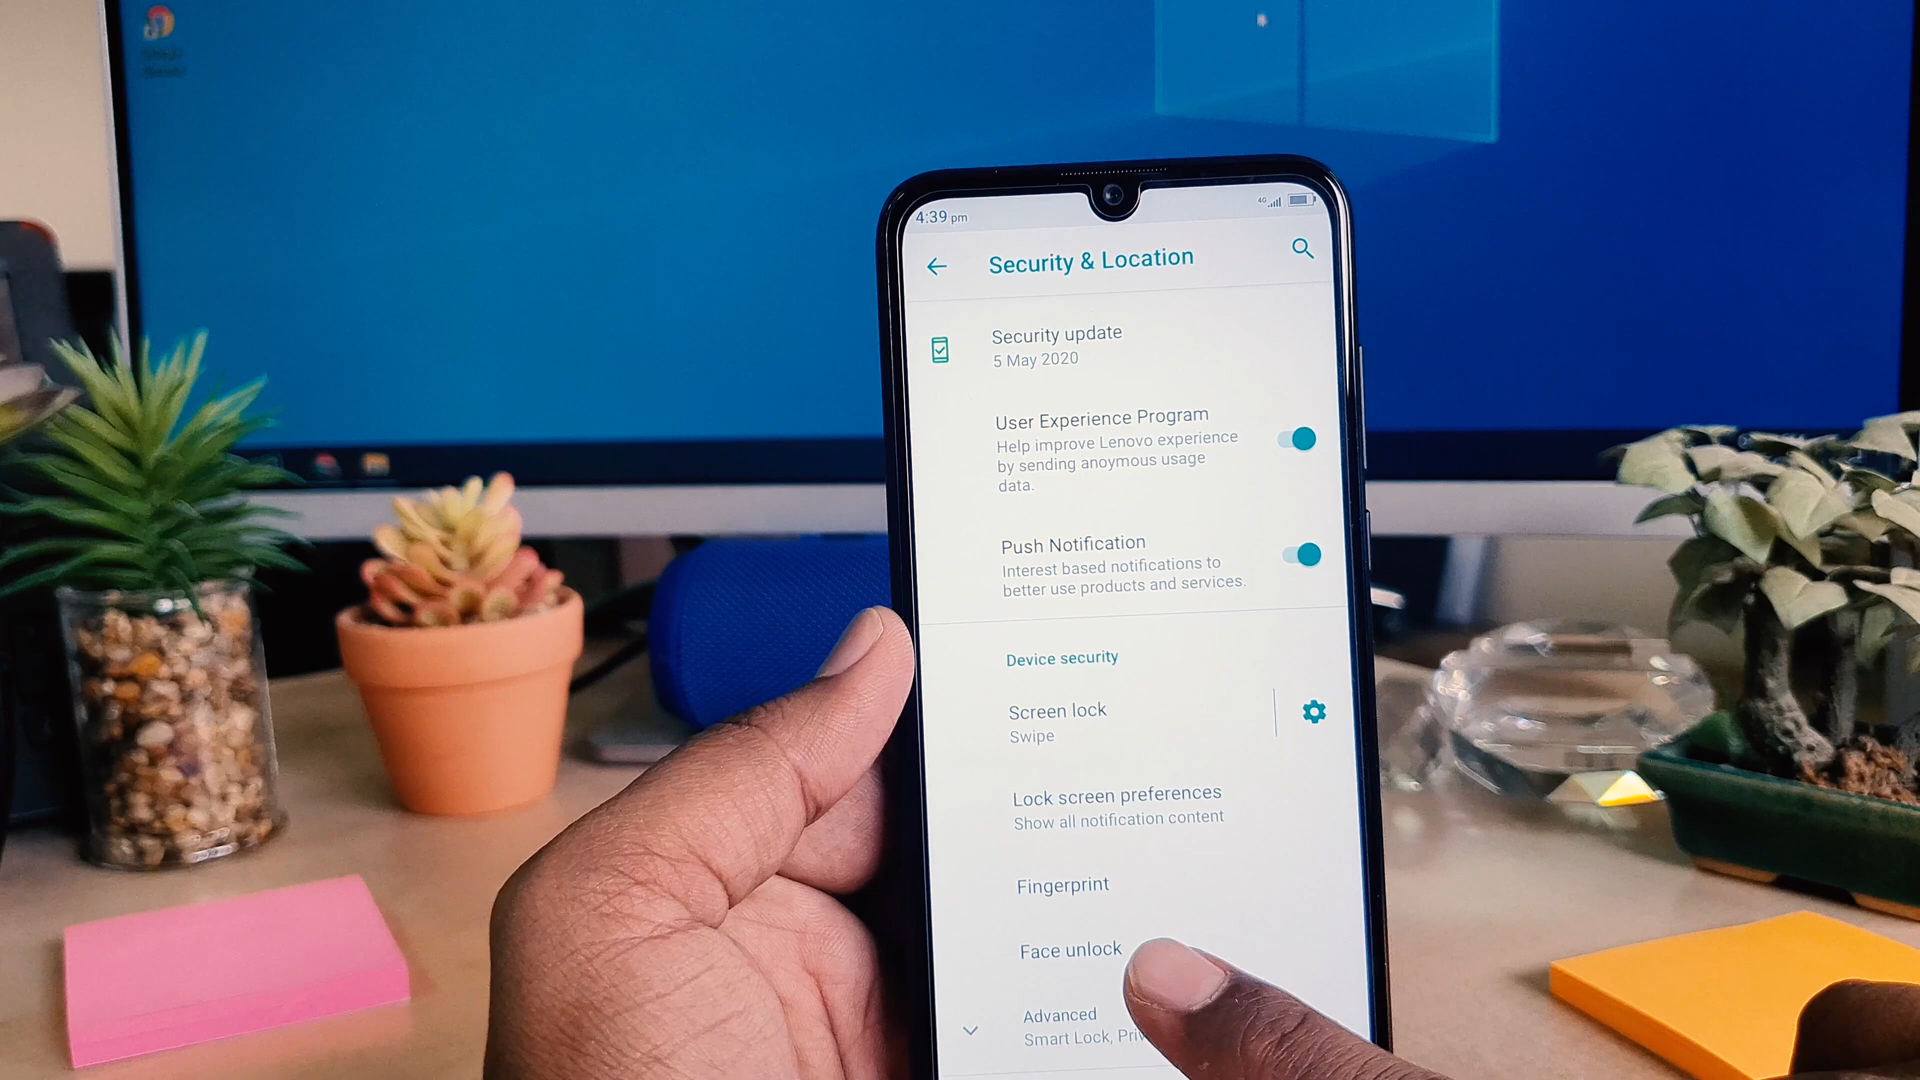 4:39 pm
4G
Security & Location
Security update
5 May 2020
User Experience Program
Help improve Lenovo experience
by sending anoymous usage
data.
Push Notification
Interest based notifications to
better use products and services.
Device security
Screen lock
Swipe
Lock screen preferences
Show all notification content
Fingerprint
Face unlock
Advanced
Smart Lock,